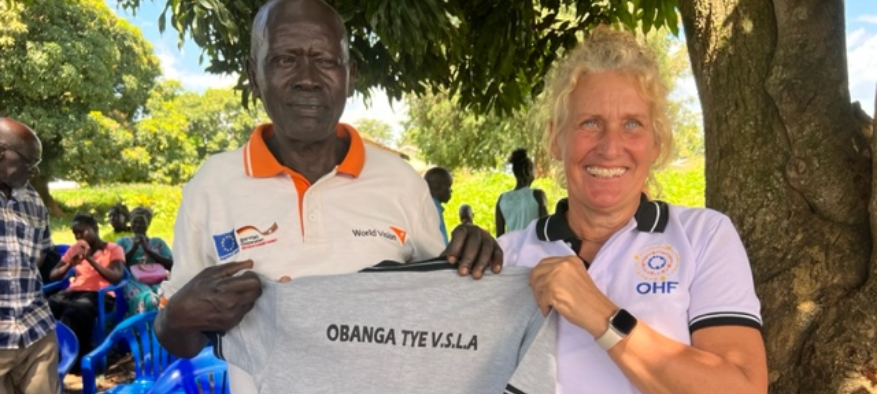 World Vision
OHF
OBANGA TYE V.S.L.A